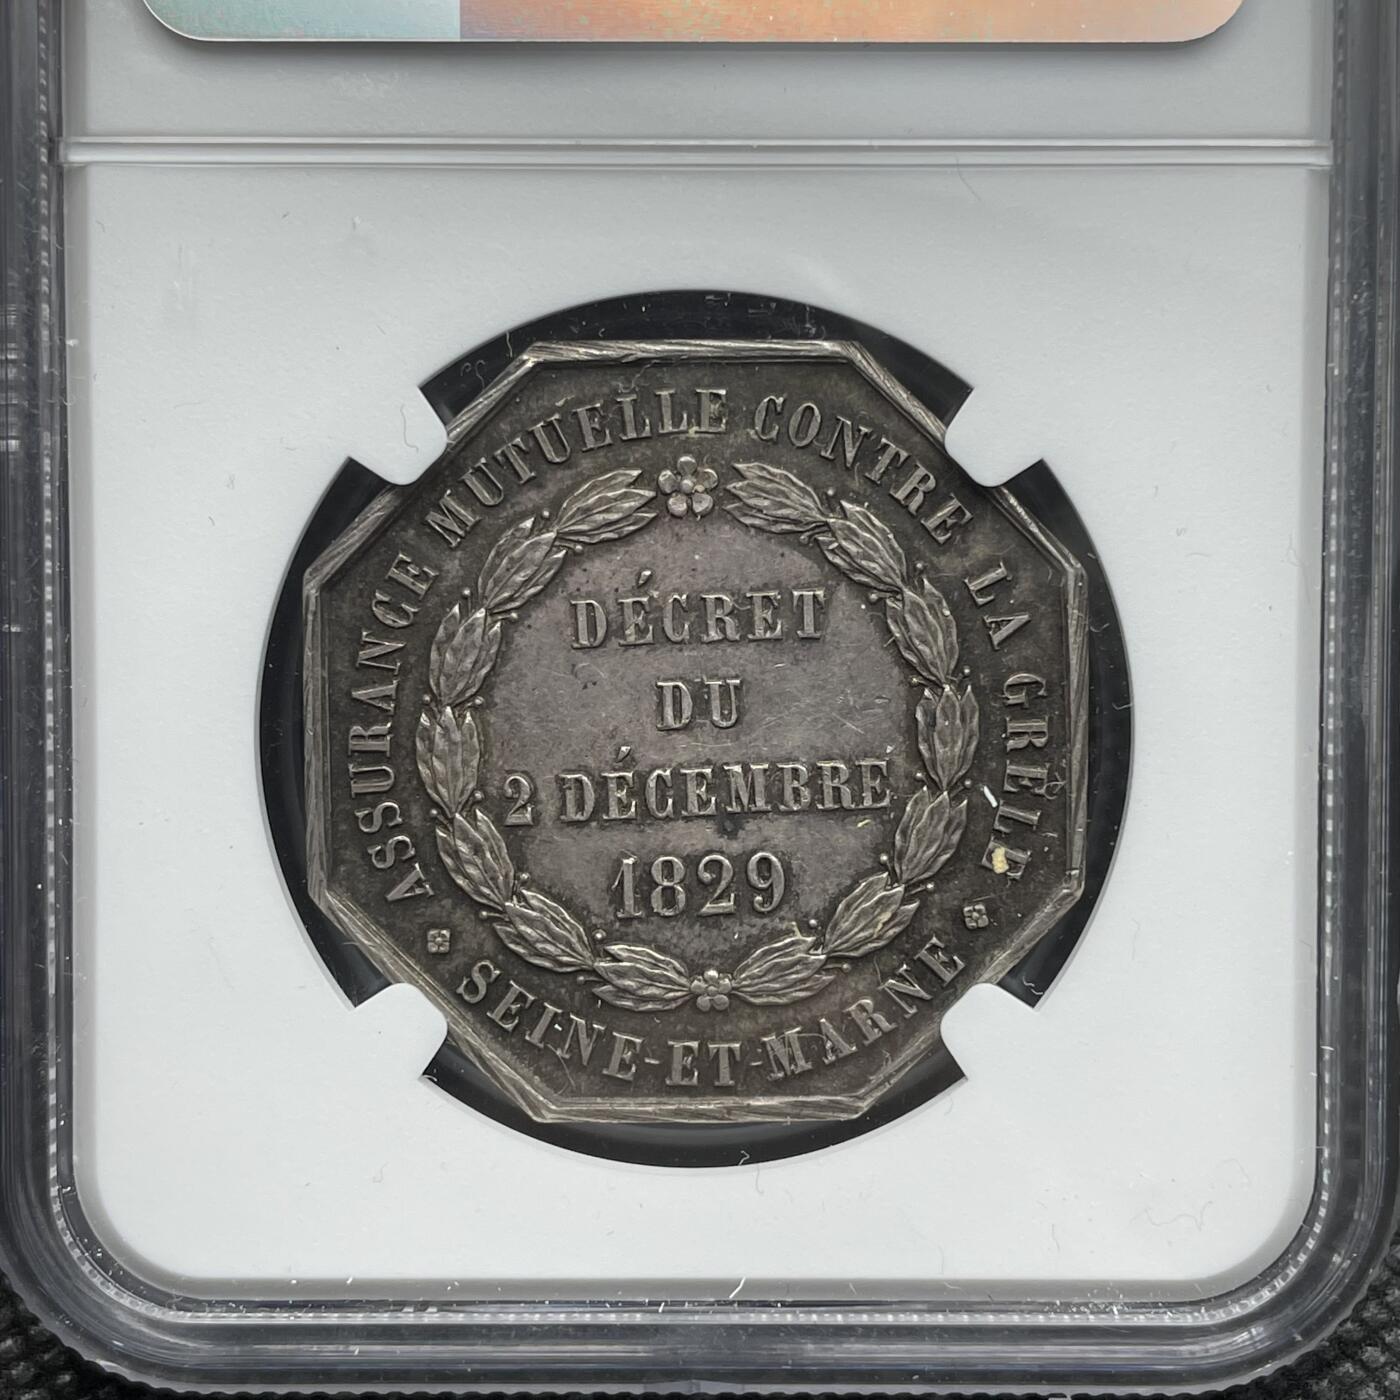 ASSURANCE MUTUELLE CONTRE LA GRÊLE
DÉCRET
DU
2 DÉCEMBRE
1829
SEINE-ET-MARNE